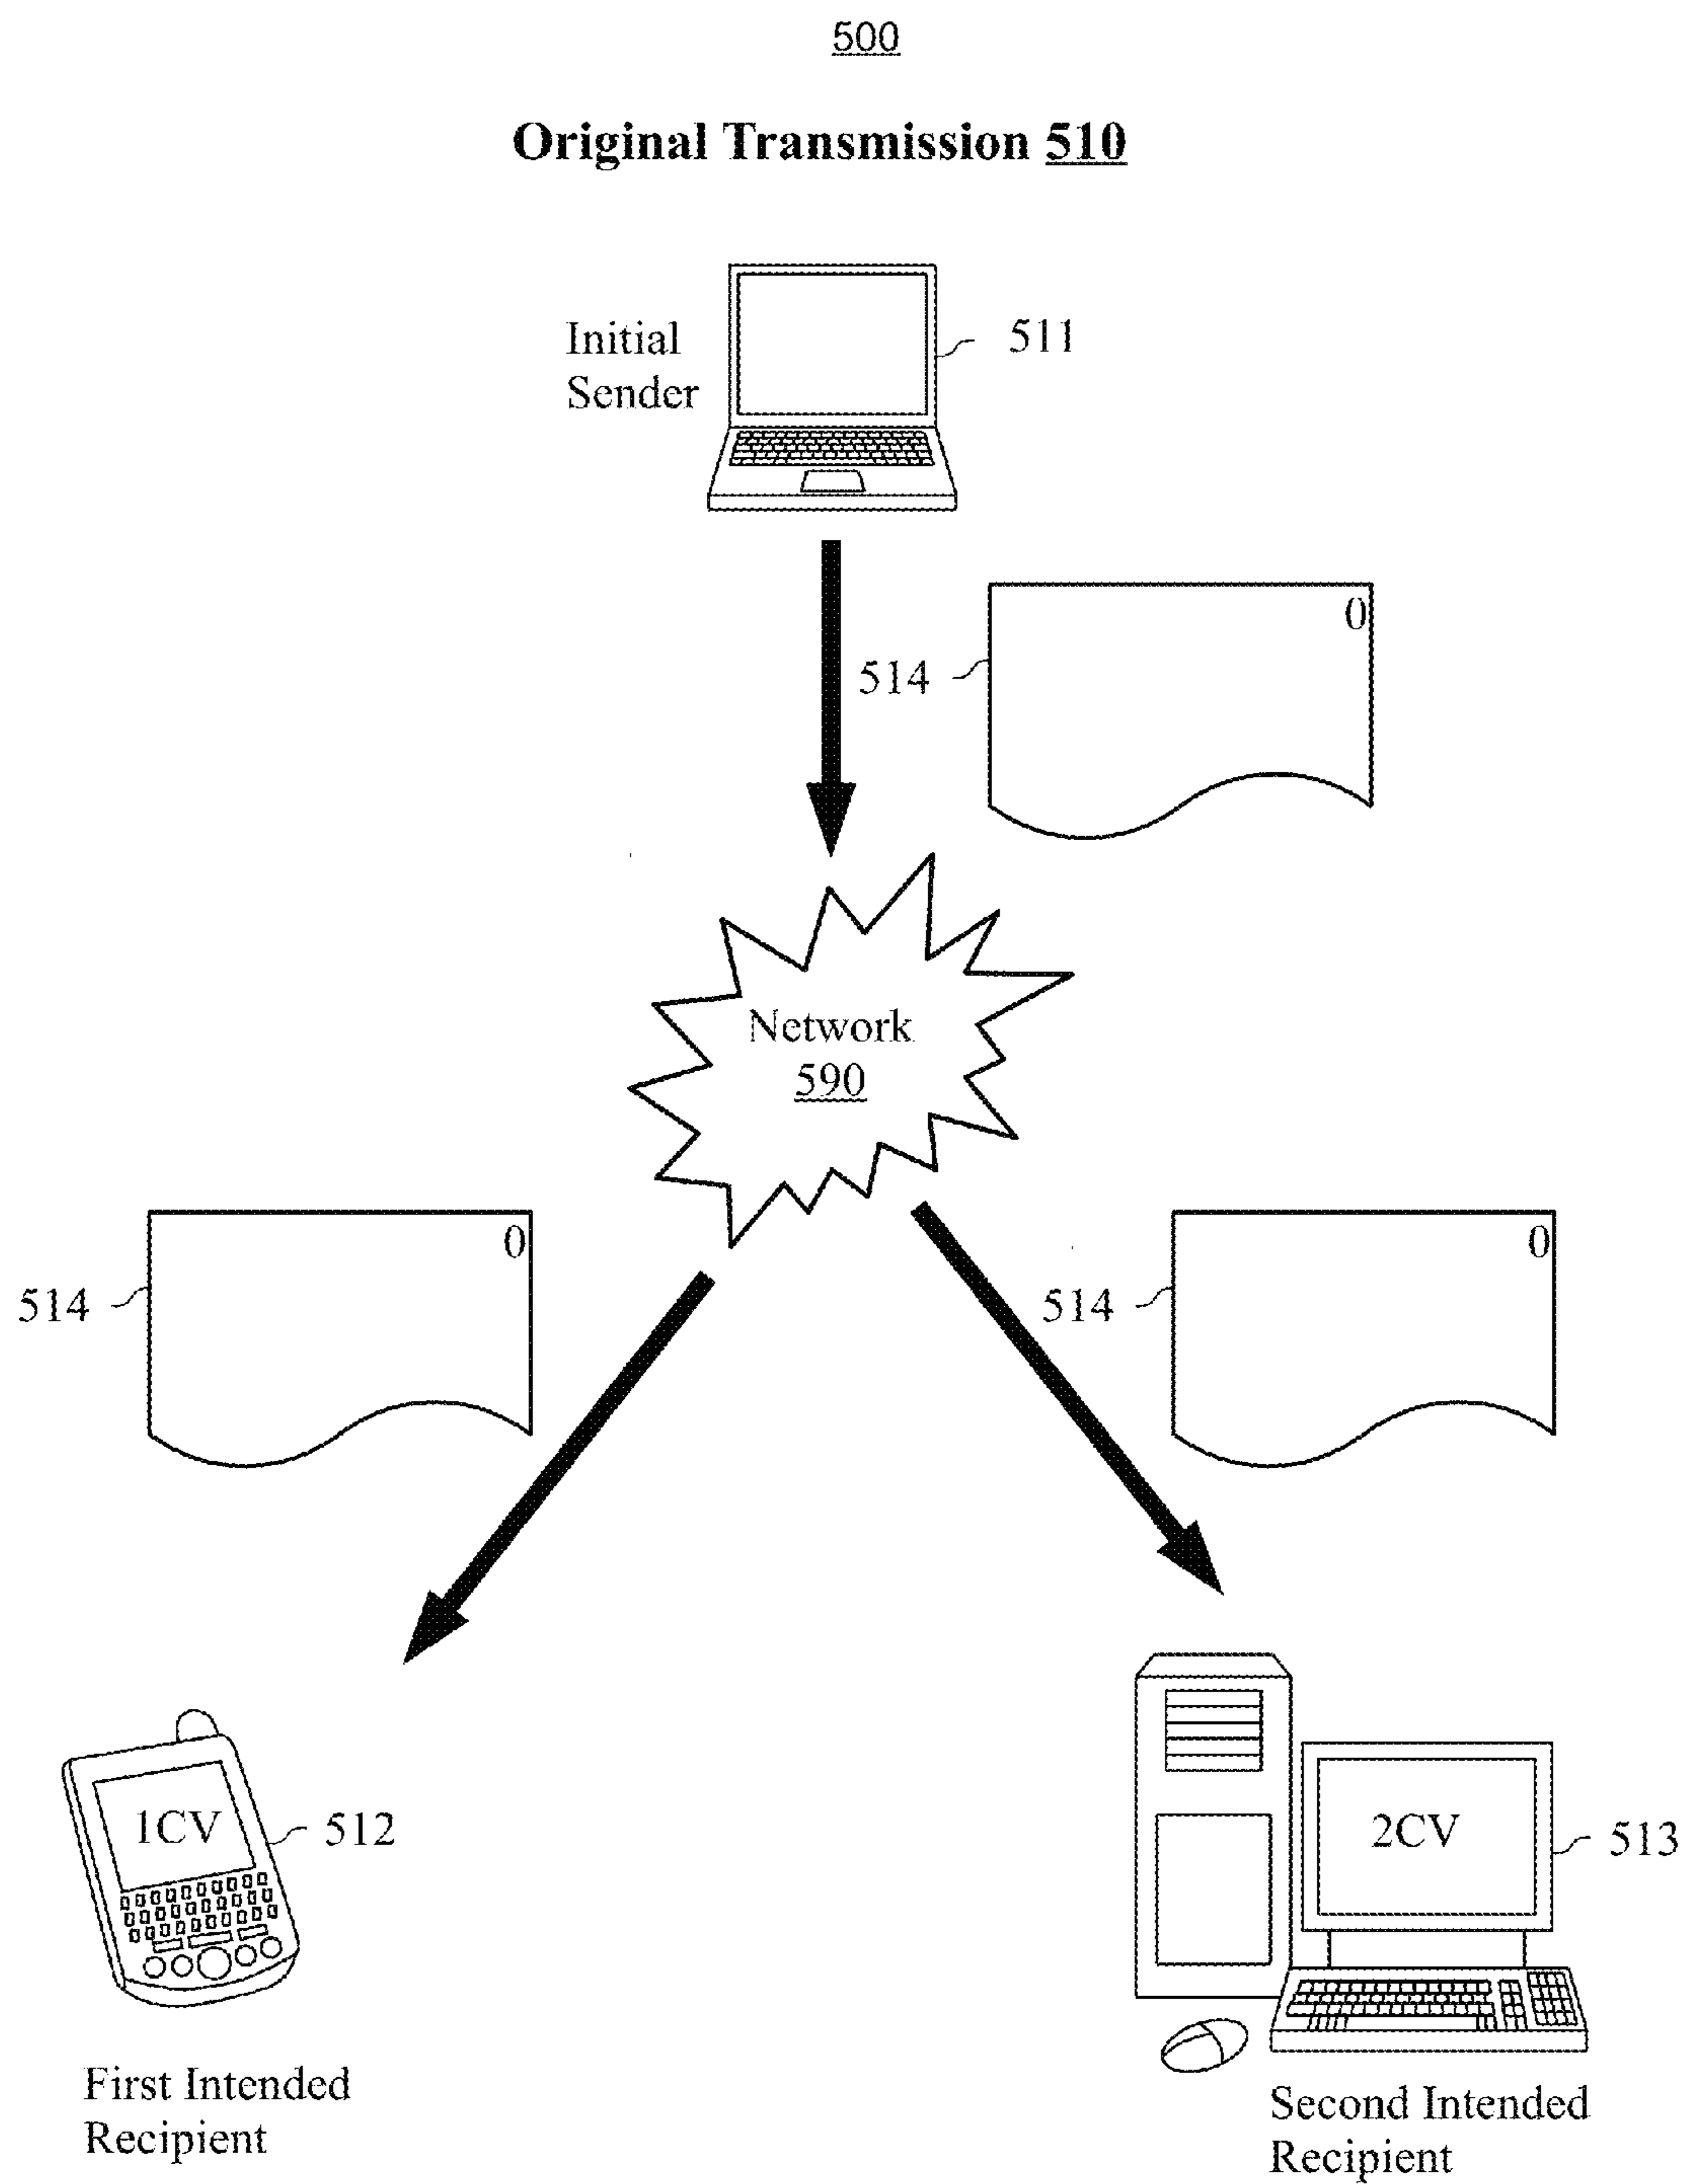 500
Original Transmission 510
Initial
Sender
511
0
514
Network
590
0
514
0
514
1CV
512
2CV
513
First Intended
Recipient
Second Intended
Recipient